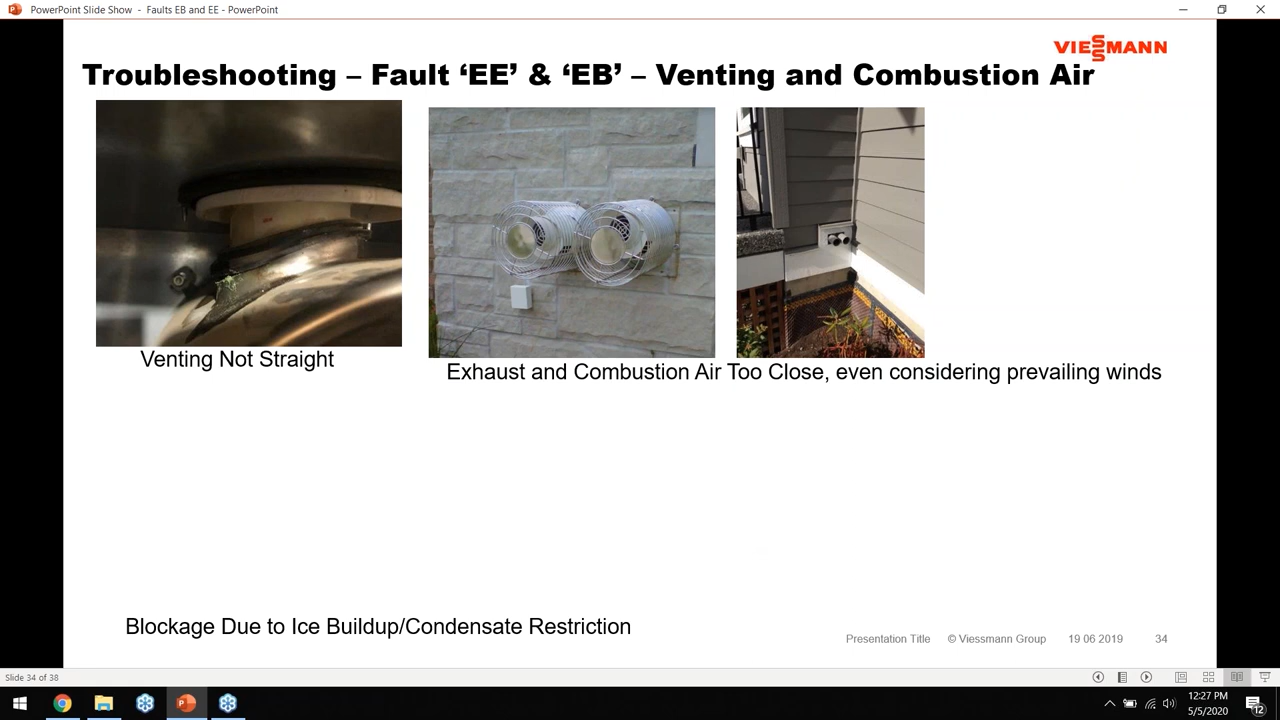 PowerPoint Slide Show - Faults EB and EE - PowerPoint
VIESSMANN
Troubleshooting – Fault ‘EE’ & ‘EB’ – Venting and Combustion Air
Venting Not Straight
Exhaust and Combustion Air Too Close, even considering prevailing winds
Blockage Due to Ice Buildup/Condensate Restriction
Presentation Title © Viessmann Group 19 06 2019 34
Slide 34 of 38
12:27 PM
5/5/2020
12